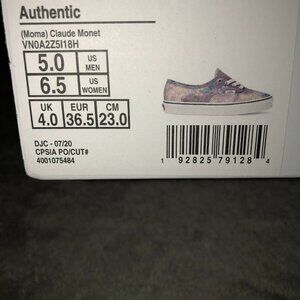 Authentic
(Moma) Claude Monet
VN0A2Z5I18H
5.0 US MEN
6.5 US WOMEN
UK EUR CM
4.0 36.5 23.0
DJC - 07/20
CPSIA PO/CUT#
4001075484
1 92825 79128 4